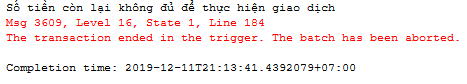 Số tiền còn lại không đủ để thực hiện giao dịch
Msg 3609, Level 16, State 1, Line 184
The transaction ended in the trigger. The batch has been aborted.
Completion time: 2019-12-11T21:13:41.4392079+07:00